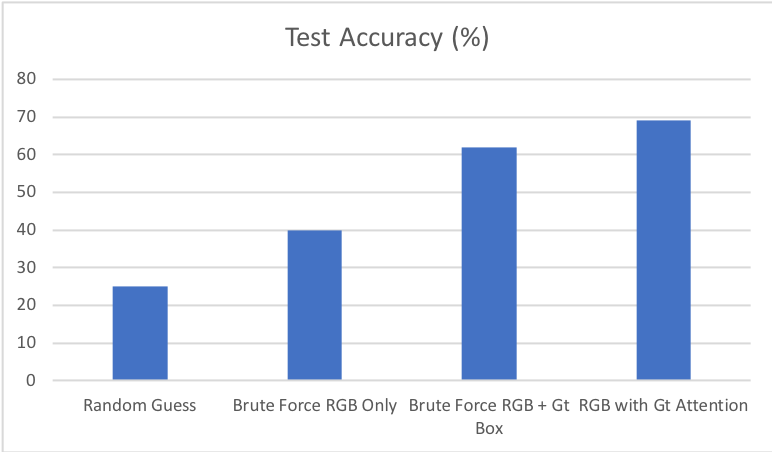 Test Accuracy (%)
80
70
60
50
40
30
20
10
0
Random Guess
Brute Force RGB Only
Brute Force RGB + Gt
Box
RGB with Gt Attention